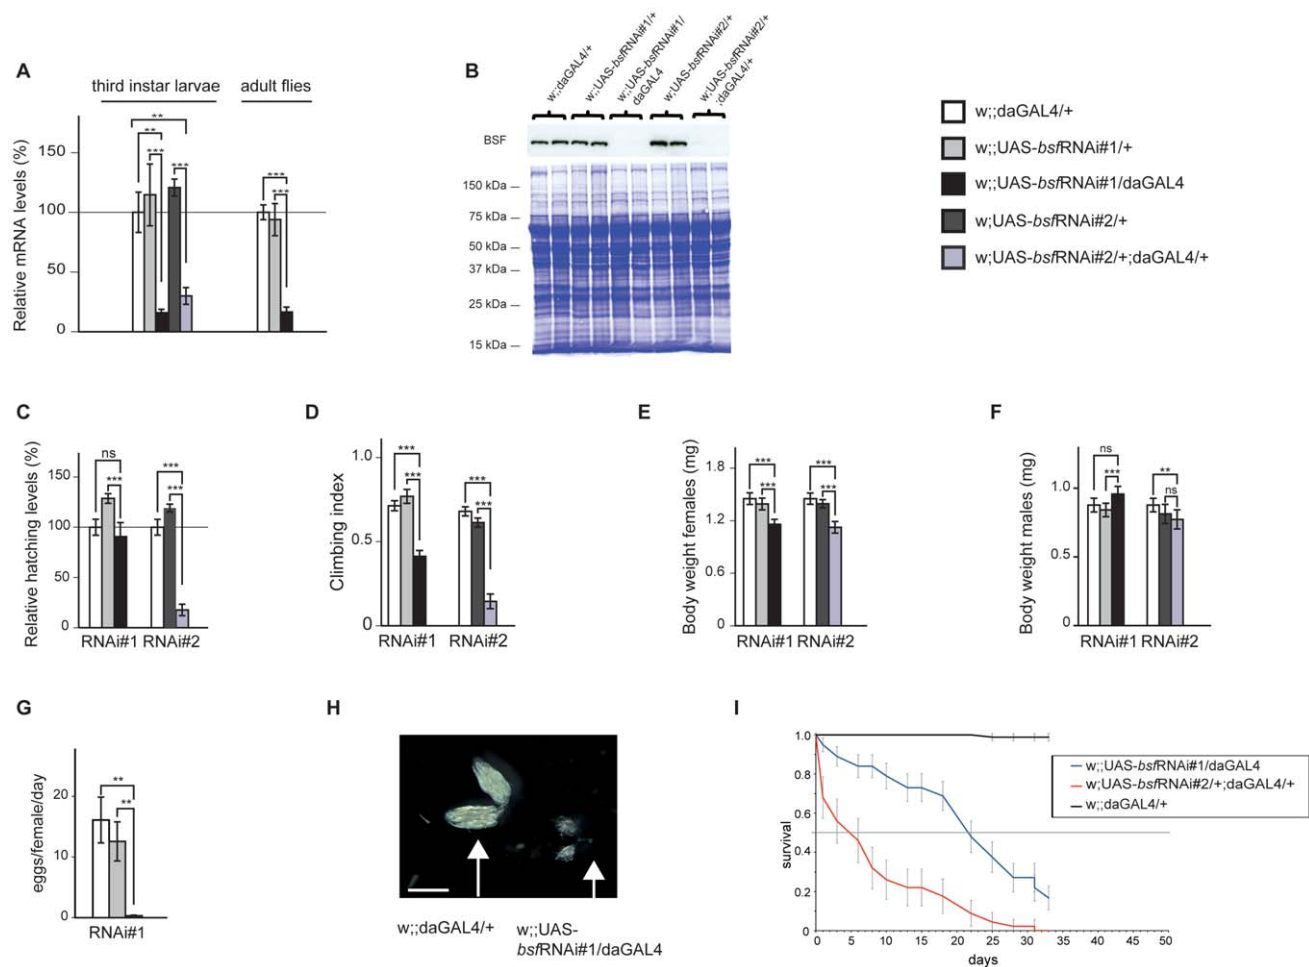 A
third instar larvae
adult flies
Relative mRNA levels (%)
150
100
50
0
**
**
***
***
***
***
B
w;;daGAL4/+
w;;UAS-bsfRNAi#1/+
w;;UAS-bsfRNAi#1/
daGAL4
w;UAS-bsfRNAi#2/+
w;UAS-bsfRNAi#2/+
;daGAL4/+
BSF
150 kDa
75 kDa
50 kDa
37 kDa
25 kDa
15 kDa
w;;daGAL4/+
w;;UAS-bsfRNAi#1/+
w;;UAS-bsfRNAi#1/daGAL4
w;UAS-bsfRNAi#2/+
w;UAS-bsfRNAi#2/+;daGAL4/+
C
Relative hatching levels (%)
150
100
50
0
ns
***
***
***
RNAi#1 RNAi#2
D
Climbing index
1.0
0.5
0
***
***
***
***
RNAi#1 RNAi#2
E
Body weight females (mg)
1.8
1.2
0.6
0
***
***
***
***
RNAi#1 RNAi#2
F
Body weight males (mg)
1.0
0.5
0
ns
***
**
ns
RNAi#1 RNAi#2
G
eggs/female/day
20
10
0
**
**
RNAi#1
H
w;;daGAL4/+
w;;UAS-
bsfRNAi#1/daGAL4
I
survival
1.0
0.8
0.6
0.4
0.2
0
0 5 10 15 20 25 30 35 40 45 50
days
w;;UAS-bsfRNAi#1/daGAL4
w;UAS-bsfRNAi#2/+;daGAL4/+
w;;daGAL4/+